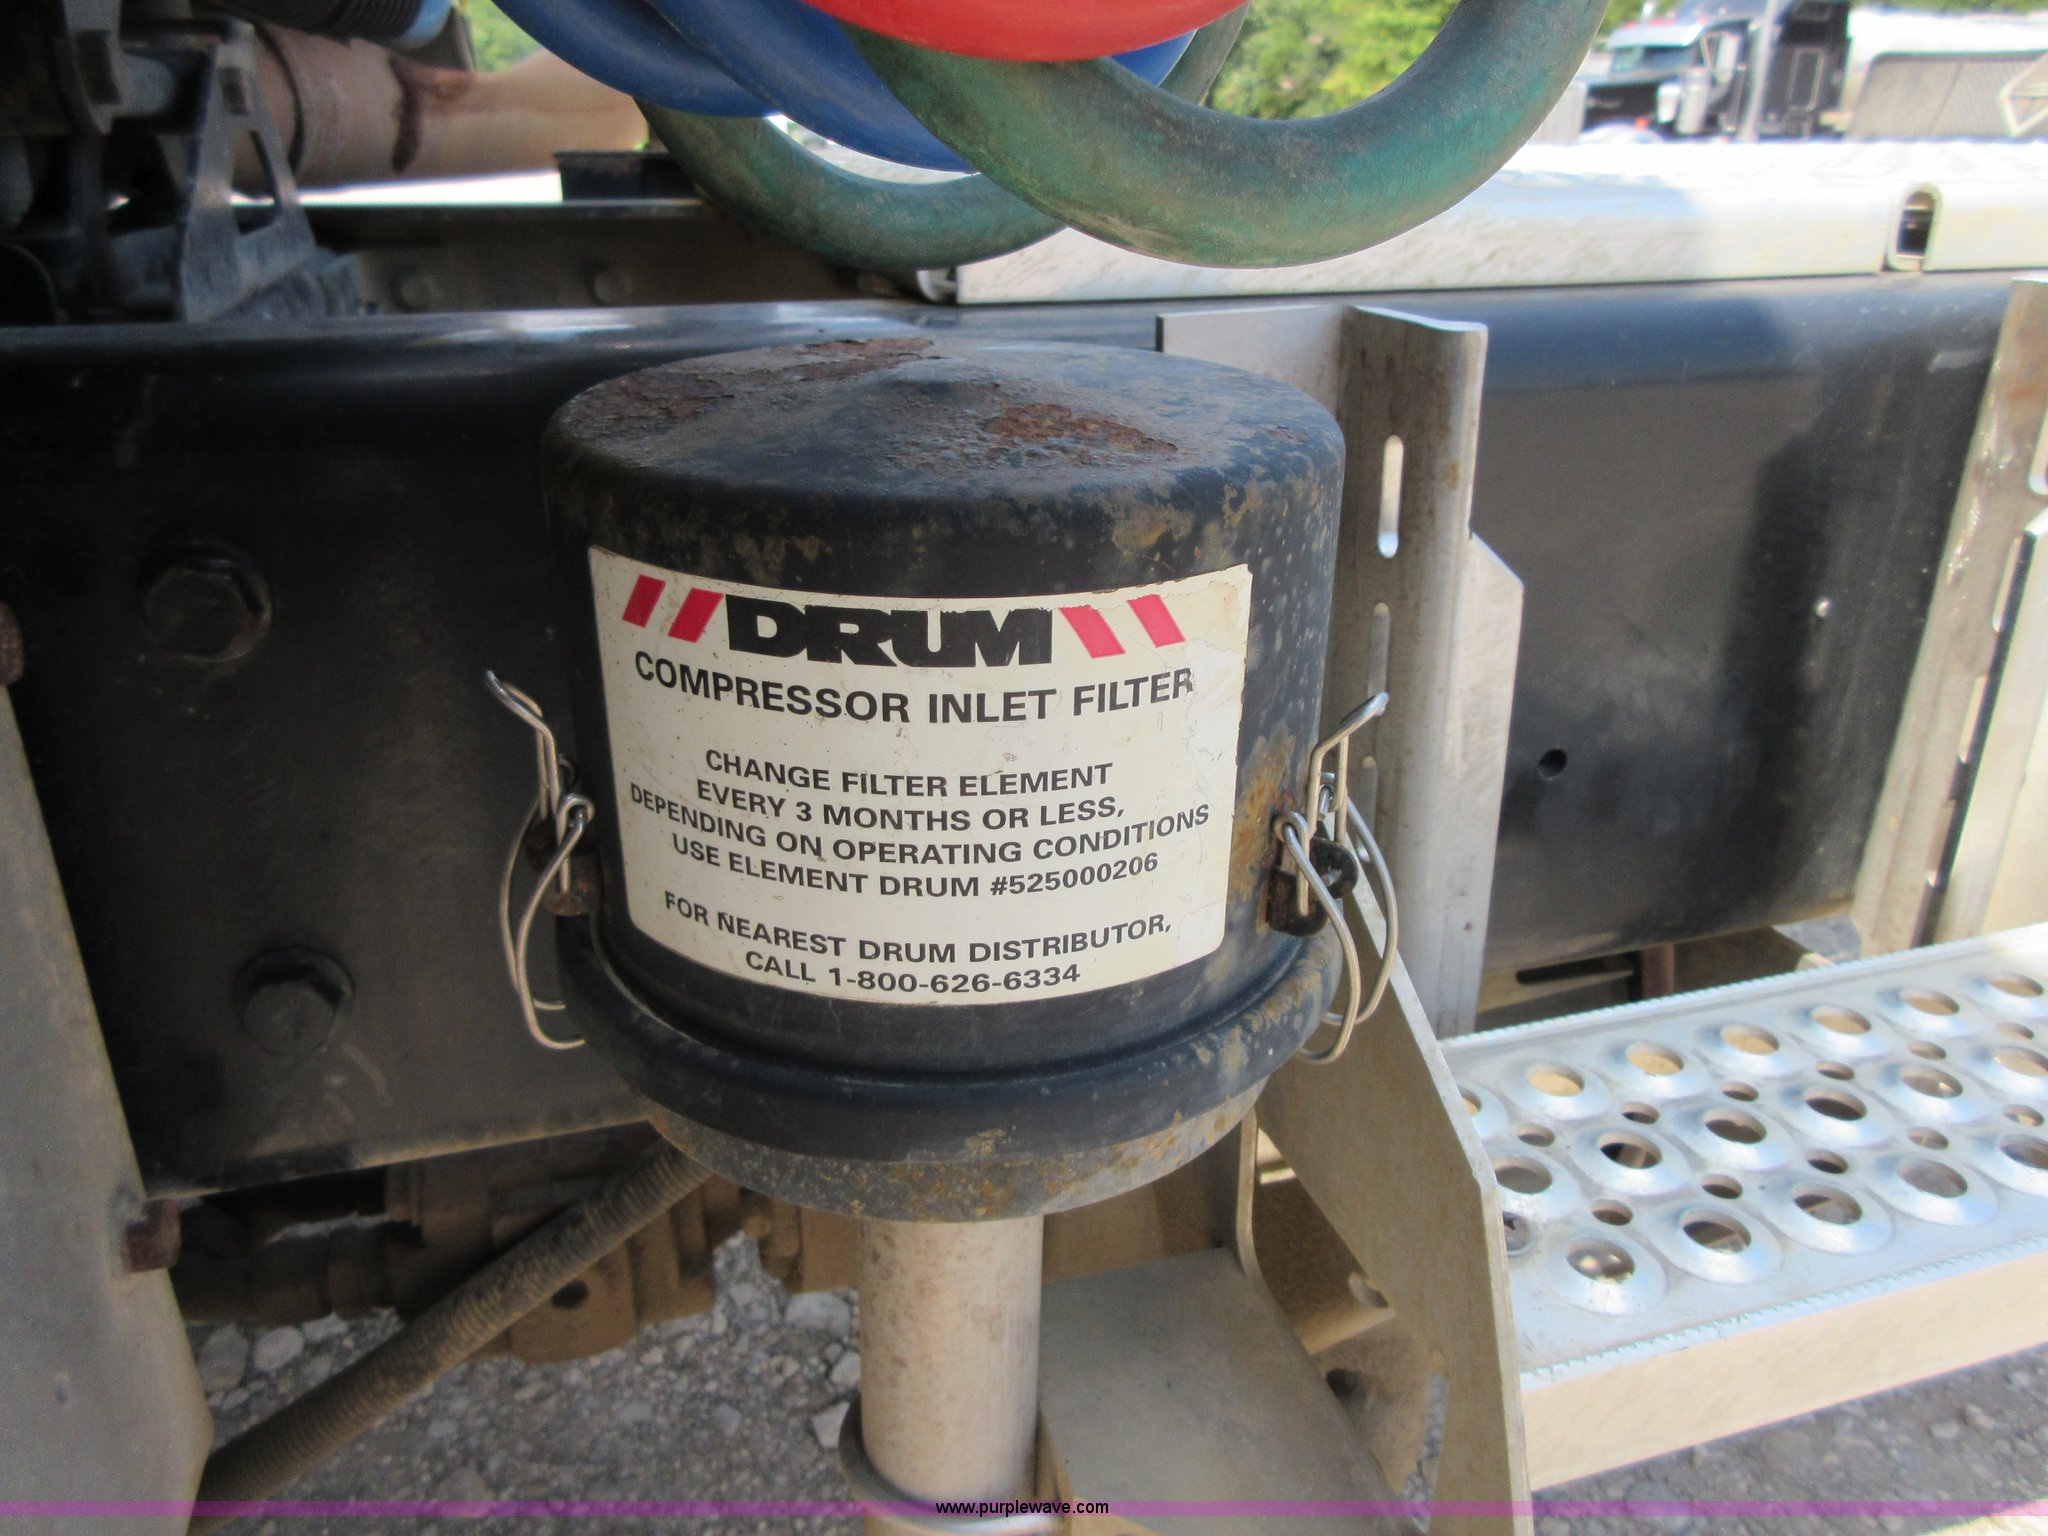 DRUM
COMPRESSOR INLET FILTER
CHANGE FILTER ELEMENT
EVERY 3 MONTHS OR LESS,
DEPENDING ON OPERATING CONDITIONS
USE ELEMENT DRUM #525000206
FOR NEAREST DRUM DISTRIBUTOR,
CALL 1-800-626-6334
www.purplewave.com